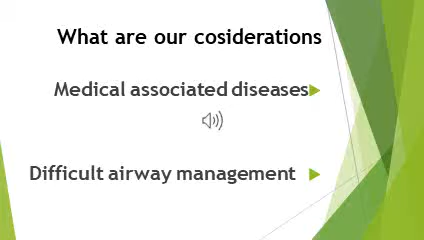 What are our cosiderations
Medical associated diseases
Difficult airway management